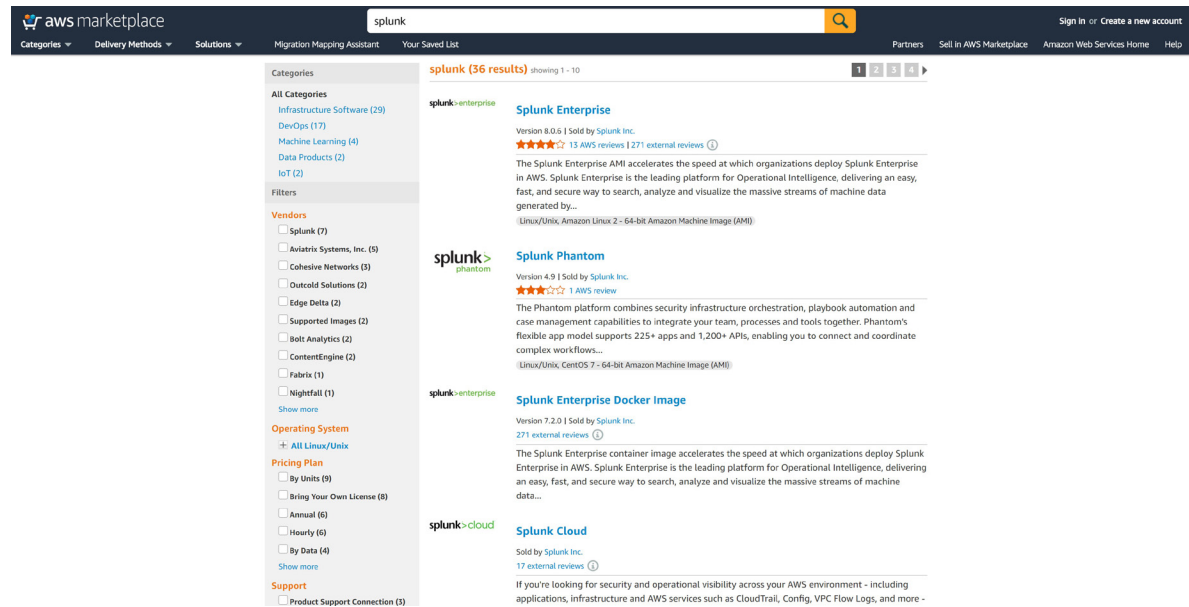 aws marketplace
splunk
Sign in or Create a new account
Categories
Delivery Methods
Solutions
Migration Mapping Assistant
Your Saved List
Partners
Sell in AWS Marketplace
Amazon Web Services Home
Help
Categories
All Categories
Infrastructure Software (29)
DevOps (17)
Machine Learning (4)
Data Products (2)
IoT (2)
Filters
Vendors
Splunk (7)
Aviatrix Systems, Inc. (5)
Cohesive Networks (3)
Outcold Solutions (2)
Edge Delta (2)
Supported Images (2)
Bolt Analytics (2)
ContentEngine (2)
Fabrix (1)
Nightfall (1)
Show more
Operating System
All Linux/Unix
Pricing Plan
By Units (9)
Bring Your Own License (8)
Annual (6)
Hourly (6)
By Data (4)
Show more
Support
Product Support Connection (3)
splunk (36 results) showing 1 - 10
1 2 3 4
splunk>enterprise
Splunk Enterprise
Version 8.0.6 | Sold by Splunk Inc.
13 AWS reviews | 271 external reviews
The Splunk Enterprise AMI accelerates the speed at which organizations deploy Splunk Enterprise
in AWS. Splunk Enterprise is the leading platform for Operational Intelligence, delivering an easy,
fast, and secure way to search, analyze and visualize the massive streams of machine data
generated by...
Linux/Unix, Amazon Linux 2 - 64-bit Amazon Machine Image (AMI)
splunk>
phantom
Splunk Phantom
Version 4.9 | Sold by Splunk Inc.
1 AWS review
The Phantom platform combines security infrastructure orchestration, playbook automation and
case management capabilities to integrate your team, processes and tools together. Phantom's
flexible app model supports 225+ apps and 1,200+ APIs, enabling you to connect and coordinate
complex workflows...
Linux/Unix, CentOS 7 - 64-bit Amazon Machine Image (AMI)
splunk>enterprise
Splunk Enterprise Docker Image
Version 7.2.0 | Sold by Splunk Inc.
271 external reviews
The Splunk Enterprise container image accelerates the speed at which organizations deploy Splunk
Enterprise in AWS. Splunk Enterprise is the leading platform for Operational Intelligence, delivering
an easy, fast, and secure way to search, analyze and visualize the massive streams of machine
data...
splunk>cloud
Splunk Cloud
Sold by Splunk Inc.
17 external reviews
If you're looking for security and operational visibility across your AWS environment - including
applications, infrastructure and AWS services such as CloudTrail, Config, VPC Flow Logs, and more -